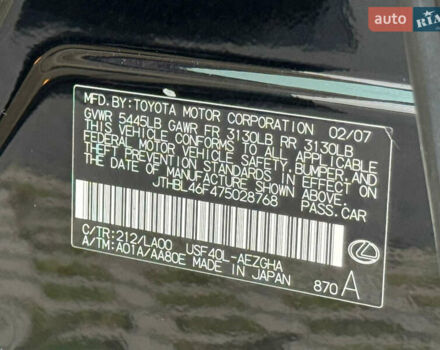 auto RIA
MFD. BY: TOYOTA MOTOR CORPORATION 02/07
GVWR 5445LB GAWR FR 3130LB RR 3130LB
THIS VEHICLE CONFORMS TO ALL APPLICABLE
FEDERAL MOTOR VEHICLE SAFETY, BUMPER, AND
THEFT PREVENTION STANDARDS IN EFFECT ON
THE DATE OF MANUFACTURE SHOWN ABOVE.
JTHBL46F475028768 PASS.CAR
C/TR:212/LA00 USF40L-AEZGHA
A/TM:A01A/AA80E MADE IN JAPAN 870 A